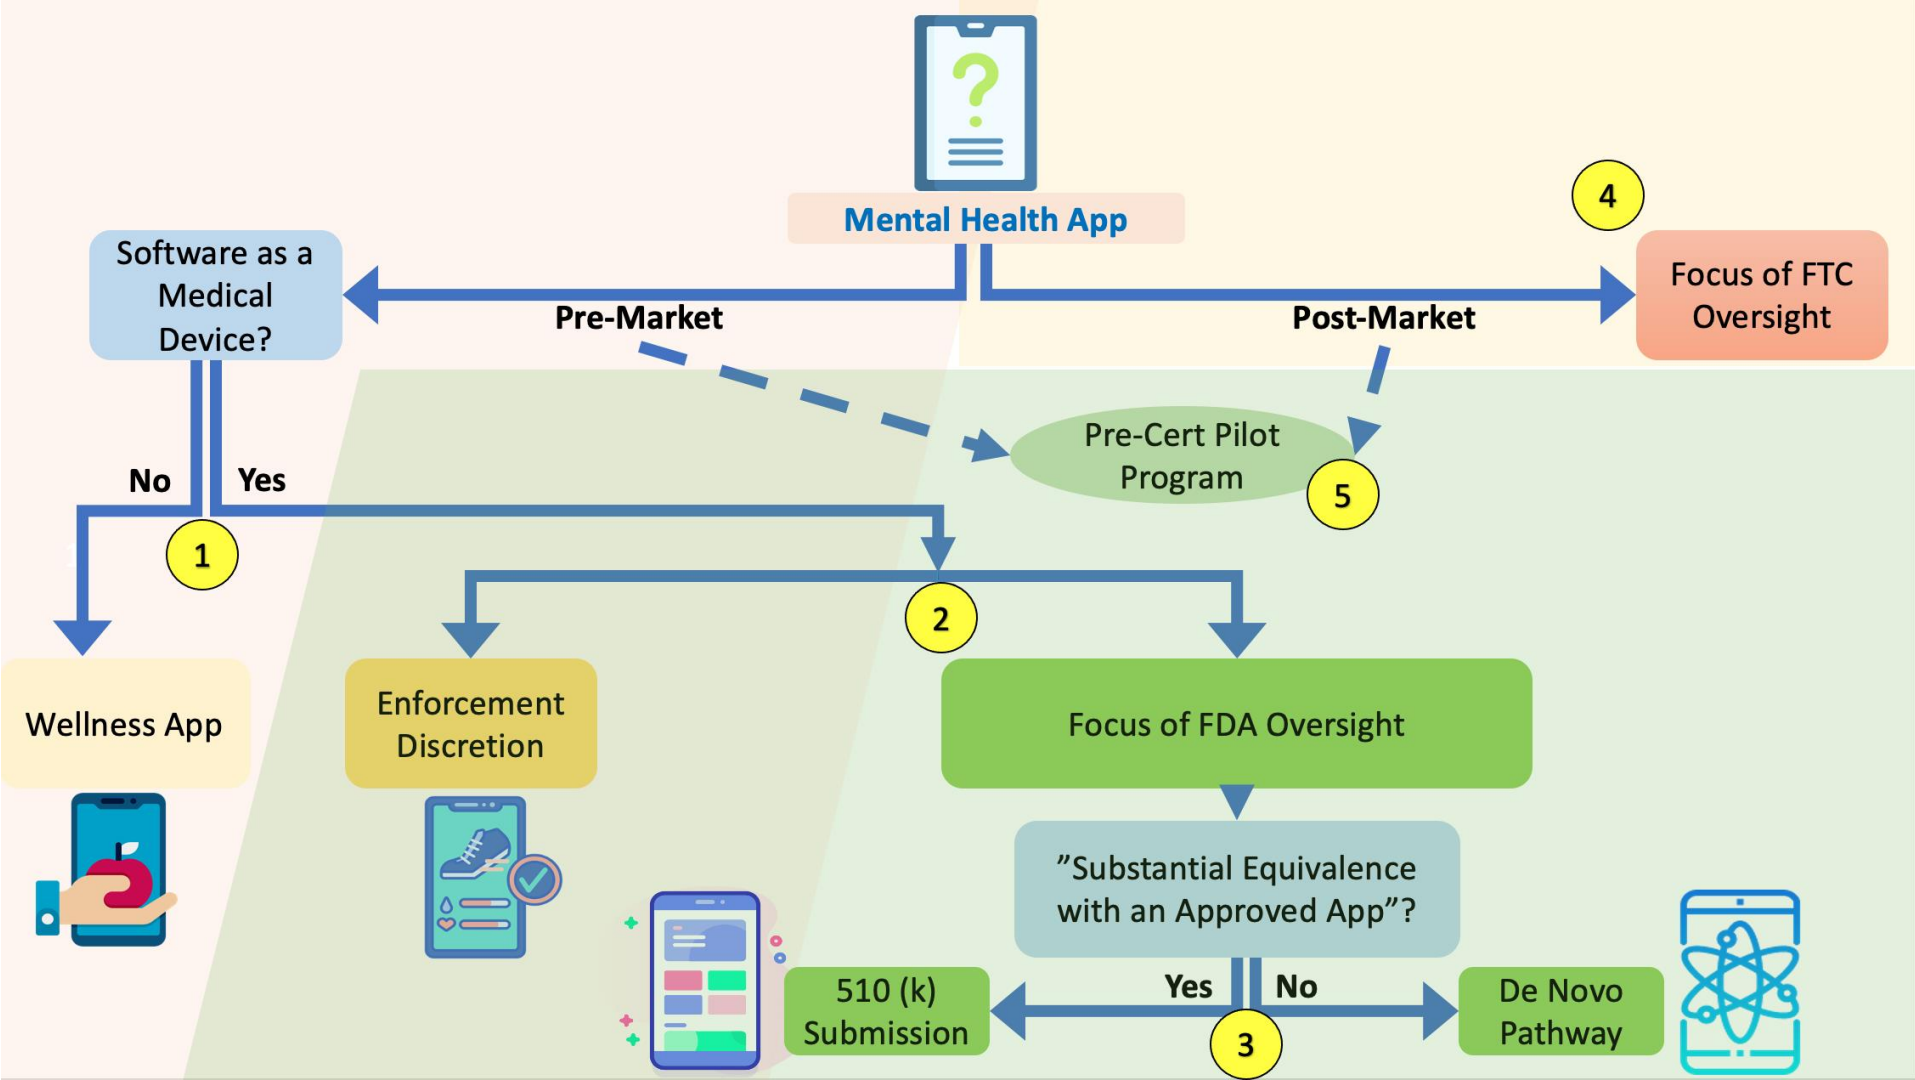 Mental Health App
4
Software as a
Medical
Device?
Focus of FTC
Oversight
Pre-Market
Post-Market
Pre-Cert Pilot
Program
5
No
Yes
1
2
Wellness App
Enforcement
Discretion
Focus of FDA Oversight
”Substantial Equivalence
with an Approved App”?
Yes
No
510 (k)
Submission
3
De Novo
Pathway